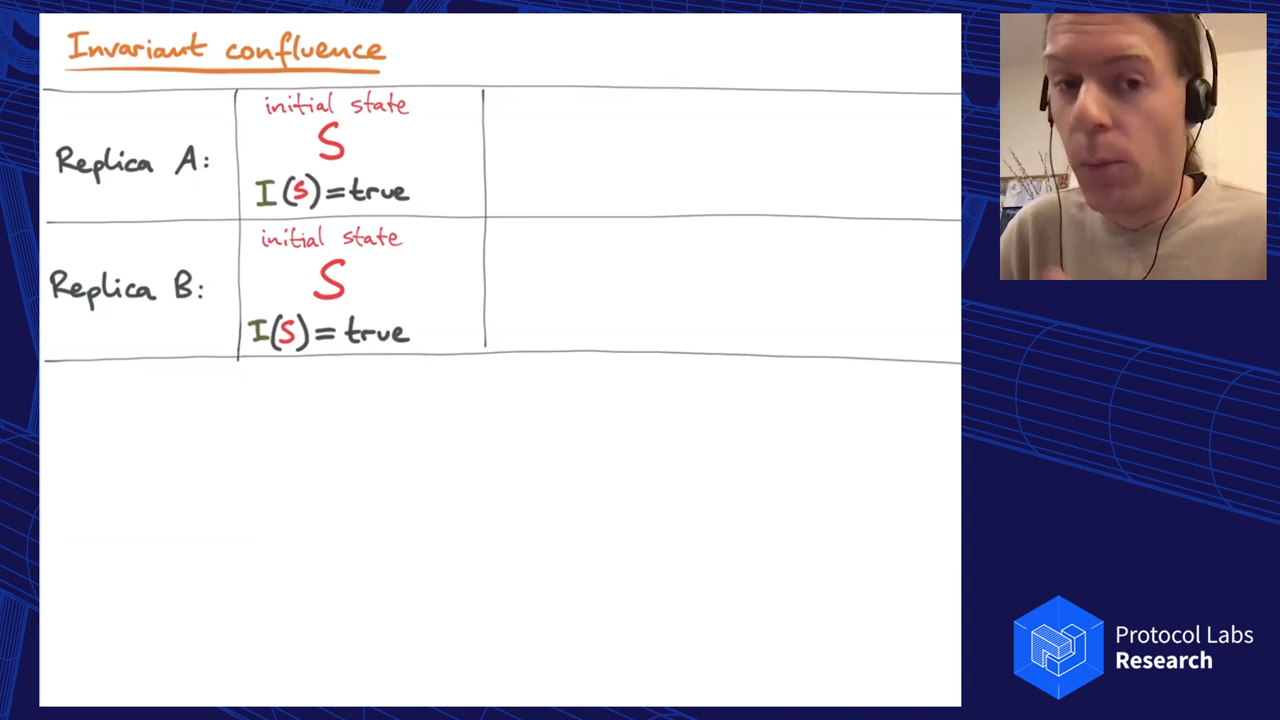 Invariant confluence
Replica A:
initial state
S
I(S)=true
Replica B:
initial state
S
I(S)=true
Protocol Labs
Research